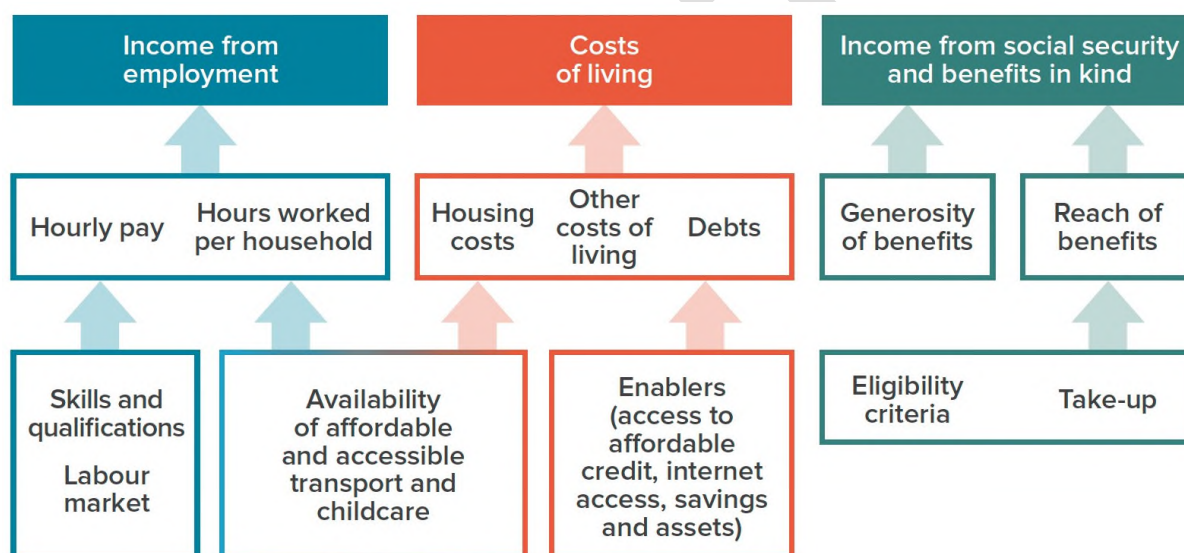 Income from
employment
Costs
of living
Income from social security
and benefits in kind
Hourly pay
Hours worked
per household
Housing
costs
Other
costs of
living
Debts
Generosity
of benefits
Reach of
benefits
Skills and
qualifications
Labour
market
Availability
of affordable
and accessible
transport and
childcare
Enablers
(access to
affordable
credit, internet
access, savings
and assets)
Eligibility
criteria
Take-up